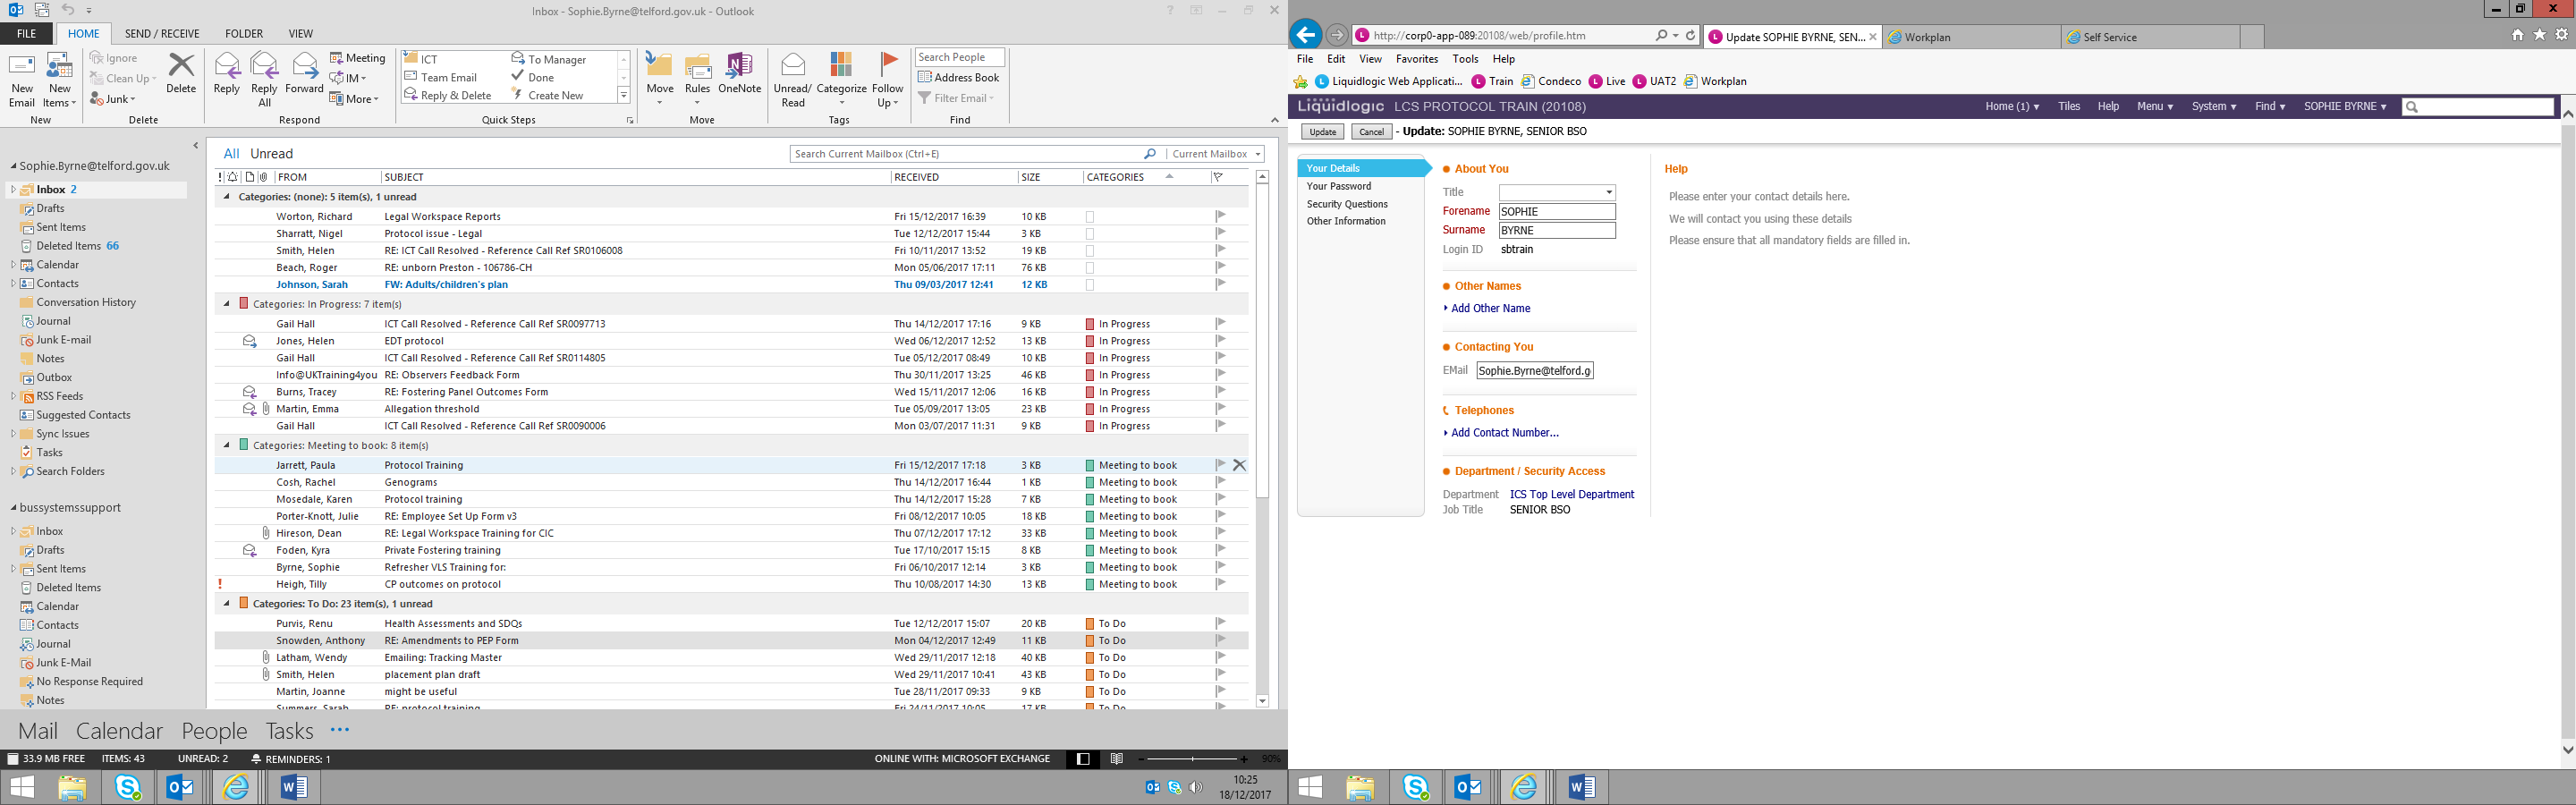 Inbox - Sophie.Byrne@telford.gov.uk - Outlook
FILE HOME SEND / RECEIVE FOLDER VIEW
New Email
New Items
Ignore
Clean Up
Junk
Delete
Reply
Reply All
Forward
Meeting
IM
More
ICT
Team Email
Reply & Delete
To Manager
Done
Create New
Move
Rules
OneNote
Unread/ Read
Categorize
Follow Up
Search People
Address Book
Filter Email
New Delete Respond Quick Steps Move Tags Find
Sophie.Byrne@telford.gov.uk
Inbox 2
Drafts
Sent Items
Deleted Items 66
Calendar
Contacts
Conversation History
Journal
Junk E-mail
Notes
Outbox
RSS Feeds
Suggested Contacts
Sync Issues
Tasks
Search Folders
bussystemssupport
Inbox
Drafts
Sent Items
Deleted Items
Calendar
Contacts
Journal
Junk E-Mail
No Response Required
Notes
All Unread
Search Current Mailbox (Ctrl+E) Current Mailbox
FROM SUBJECT RECEIVED SIZE CATEGORIES
Categories: (none): 5 item(s), 1 unread
Worton, Richard Legal Workspace Reports Fri 15/12/2017 16:39 10 KB
Sharratt, Nigel Protocol issue - Legal Tue 12/12/2017 15:44 3 KB
Smith, Helen RE: ICT Call Resolved - Reference Call Ref SR0106008 Fri 10/11/2017 13:52 19 KB
Beach, Roger RE: unborn Preston - 106786-CH Mon 05/06/2017 17:11 76 KB
Johnson, Sarah FW: Adults/children's plan Thu 09/03/2017 12:41 12 KB
Categories: In Progress: 7 item(s)
Gail Hall ICT Call Resolved - Reference Call Ref SR0097713 Thu 14/12/2017 17:16 9 KB In Progress
Jones, Helen EDT protocol Wed 06/12/2017 12:52 13 KB In Progress
Gail Hall ICT Call Resolved - Reference Call Ref SR0114805 Tue 05/12/2017 08:49 10 KB In Progress
Info@UKTraining4you RE: Observers Feedback Form Thu 30/11/2017 13:25 46 KB In Progress
Burns, Tracey RE: Fostering Panel Outcomes Form Wed 15/11/2017 12:06 16 KB In Progress
Martin, Emma Allegation threshold Tue 05/09/2017 13:05 23 KB In Progress
Gail Hall ICT Call Resolved - Reference Call Ref SR0090006 Mon 03/07/2017 11:31 9 KB In Progress
Categories: Meeting to book: 8 item(s)
Jarrett, Paula Protocol Training Fri 15/12/2017 17:18 3 KB Meeting to book
Cosh, Rachel Genograms Thu 14/12/2017 16:44 1 KB Meeting to book
Mosedale, Karen Protocol training Thu 14/12/2017 15:28 7 KB Meeting to book
Porter-Knott, Julie RE: Employee Set Up Form v3 Fri 08/12/2017 10:05 18 KB Meeting to book
Hireson, Dean RE: Legal Workspace Training for CIC Thu 07/12/2017 17:12 33 KB Meeting to book
Foden, Kyra Private Fostering training Tue 17/10/2017 15:15 8 KB Meeting to book
Byrne, Sophie Refresher VLS Training for: Fri 06/10/2017 12:14 3 KB Meeting to book
Heigh, Tilly CP outcomes on protocol Thu 10/08/2017 14:30 13 KB Meeting to book
Categories: To Do: 23 item(s), 1 unread
Purvis, Renu Health Assessments and SDQs Tue 12/12/2017 15:07 20 KB To Do
Snowden, Anthony RE: Amendments to PEP Form Mon 04/12/2017 12:49 11 KB To Do
Latham, Wendy Emailing: Tracking Master Wed 29/11/2017 12:18 40 KB To Do
Smith, Helen placement plan draft Wed 29/11/2017 10:41 43 KB To Do
Martin, Joanne might be useful Tue 28/11/2017 09:33 9 KB To Do
Summers, Sarah RE: protocol training Fri 24/11/2017 10:05 17 KB To Do
Mail Calendar People Tasks
33.9 MB FREE ITEMS: 43 UNREAD: 2 REMINDERS: 1 ONLINE WITH: MICROSOFT EXCHANGE 90%
10:25
18/12/2017
http://corp0-app-089:20108/web/profile.htm
Update SOPHIE BYRNE, SEN... Workplan Self Service
File Edit View Favorites Tools Help
Liquidlogic Web Applicati... Train Condeco Live UAT2 Workplan
Liquidlogic LCS PROTOCOL TRAIN (20108) Home (1) Tiles Help Menu System Find SOPHIE BYRNE
Update Cancel - Update: SOPHIE BYRNE, SENIOR BSO
Your Details
Your Password
Security Questions
Other Information
About You
Title
Forename SOPHIE
Surname BYRNE
Login ID sbtrain
Other Names
Add Other Name
Contacting You
EMail Sophie.Byrne@telford.g
Telephones
Add Contact Number...
Department / Security Access
Department ICS Top Level Department
Job Title SENIOR BSO
Help
Please enter your contact details here.
We will contact you using these details
Please ensure that all mandatory fields are filled in.